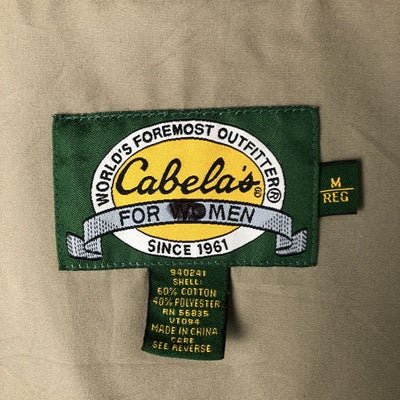 WORLD'S FOREMOST OUTFITTER®
Cabela's®
FOR WOMEN
SINCE 1961
M
REG
940241
SHELL:
60% COTTON
40% POLYESTER
RN 56835
VT094
MADE IN CHINA
CARE
SEE REVERSE